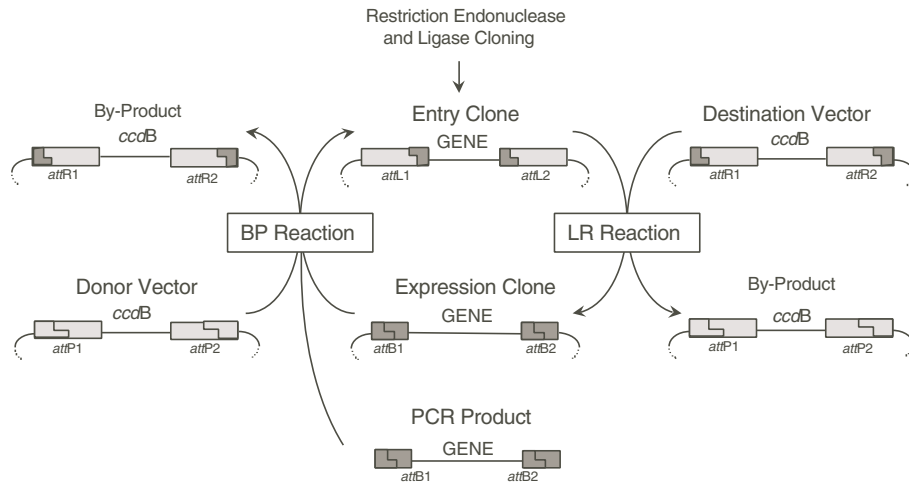 Restriction Endonuclease
and Ligase Cloning
By-Product
ccdB
attR1
attR2
Entry Clone
GENE
attL1
attL2
Destination Vector
ccdB
attR1
attR2
BP Reaction
LR Reaction
Donor Vector
ccdB
attP1
attP2
Expression Clone
GENE
attB1
attB2
By-Product
ccdB
attP1
attP2
PCR Product
GENE
attB1
attB2